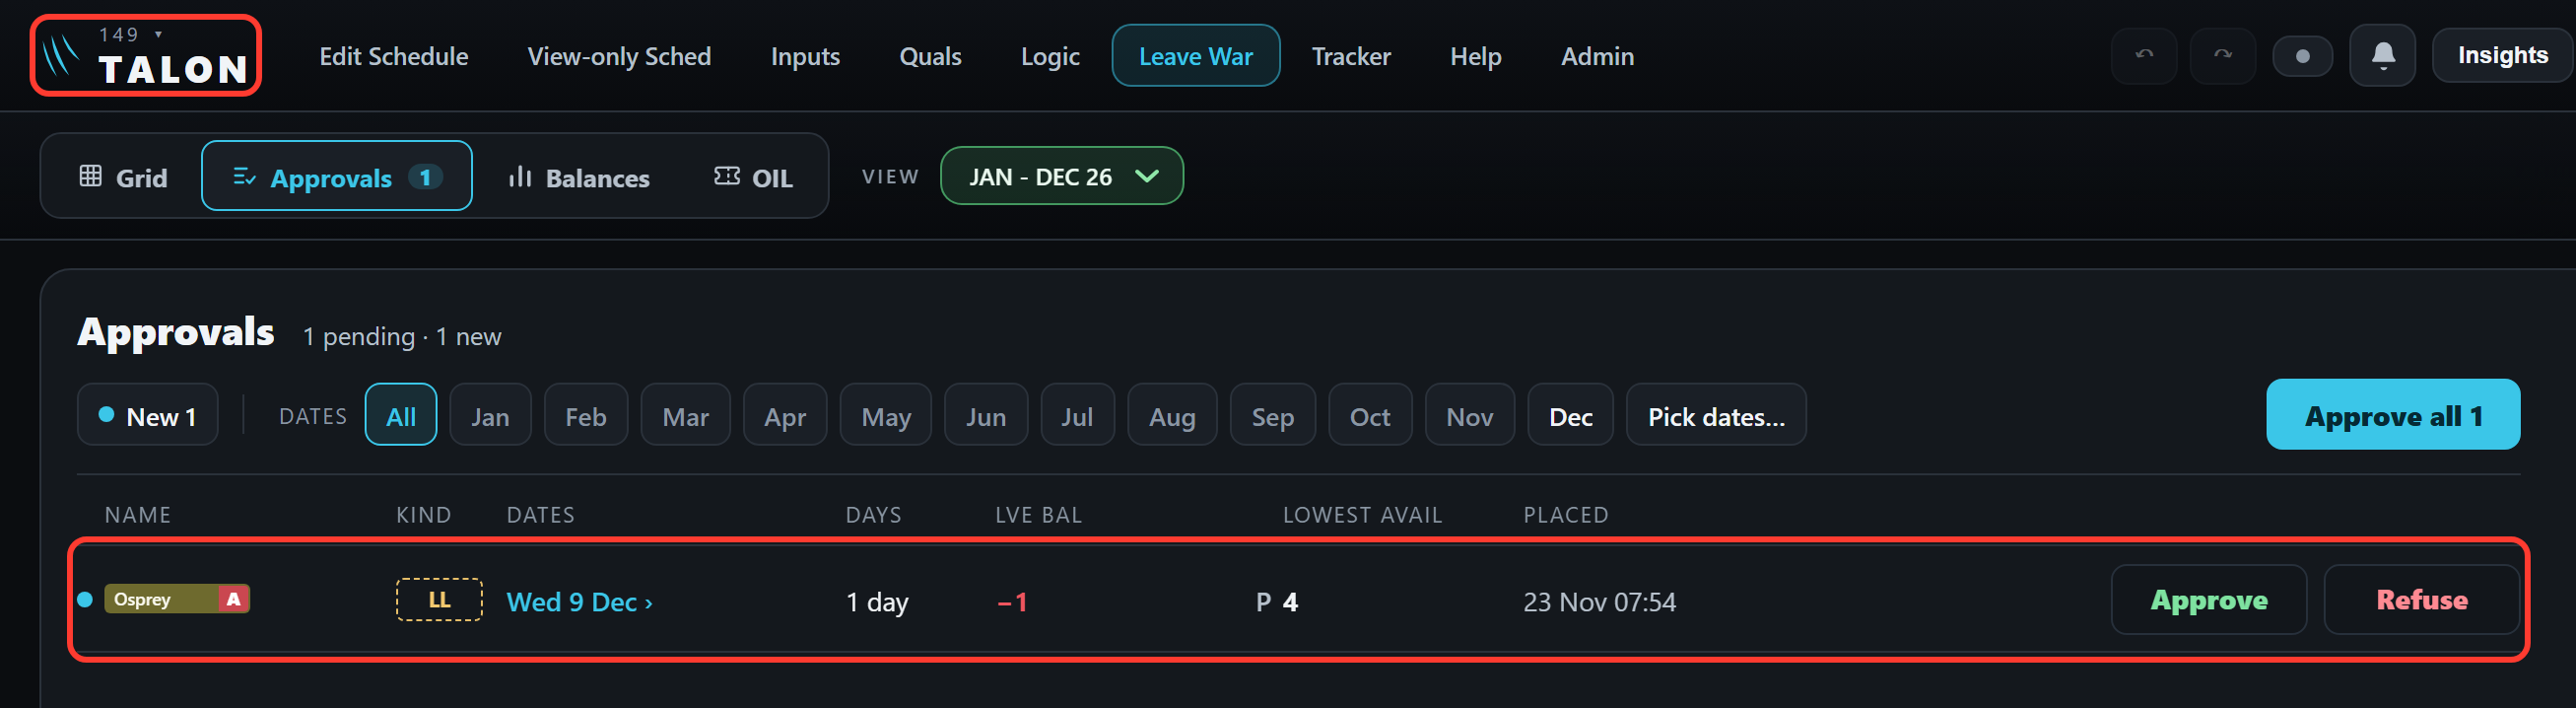 149 ▾
TALON
Edit Schedule View-only Sched Inputs Quals Logic Leave War Tracker Help Admin Insights
Grid Approvals 1 Balances OIL VIEW JAN - DEC 26
Approvals 1 pending · 1 new
New 1 DATES All Jan Feb Mar Apr May Jun Jul Aug Sep Oct Nov Dec Pick dates... Approve all 1
NAME KIND DATES DAYS LVE BAL LOWEST AVAIL PLACED
Osprey A LL Wed 9 Dec › 1 day −1 P 4 23 Nov 07:54 Approve Refuse